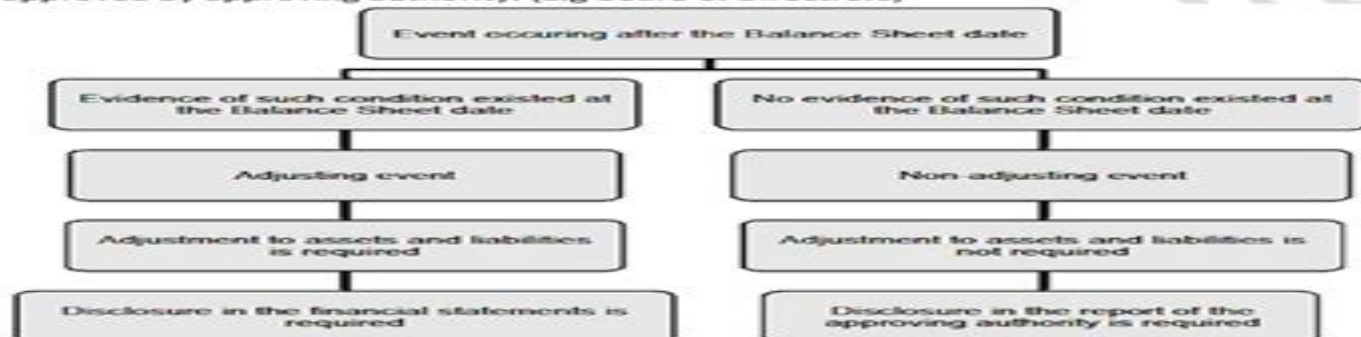 Event occuring after the Balance Sheet date
Evidence of such condition existed at
the Balance Sheet date
No evidence of such condition existed at
the Balance Sheet date
Adjusting event
Non-adjusting event
Adjustment to assets and liabilities
is required
Adjustment to assets and liabilities is
not required
Disclosure in the financial statements is
required
Disclosure in the report of the
approving authority is required